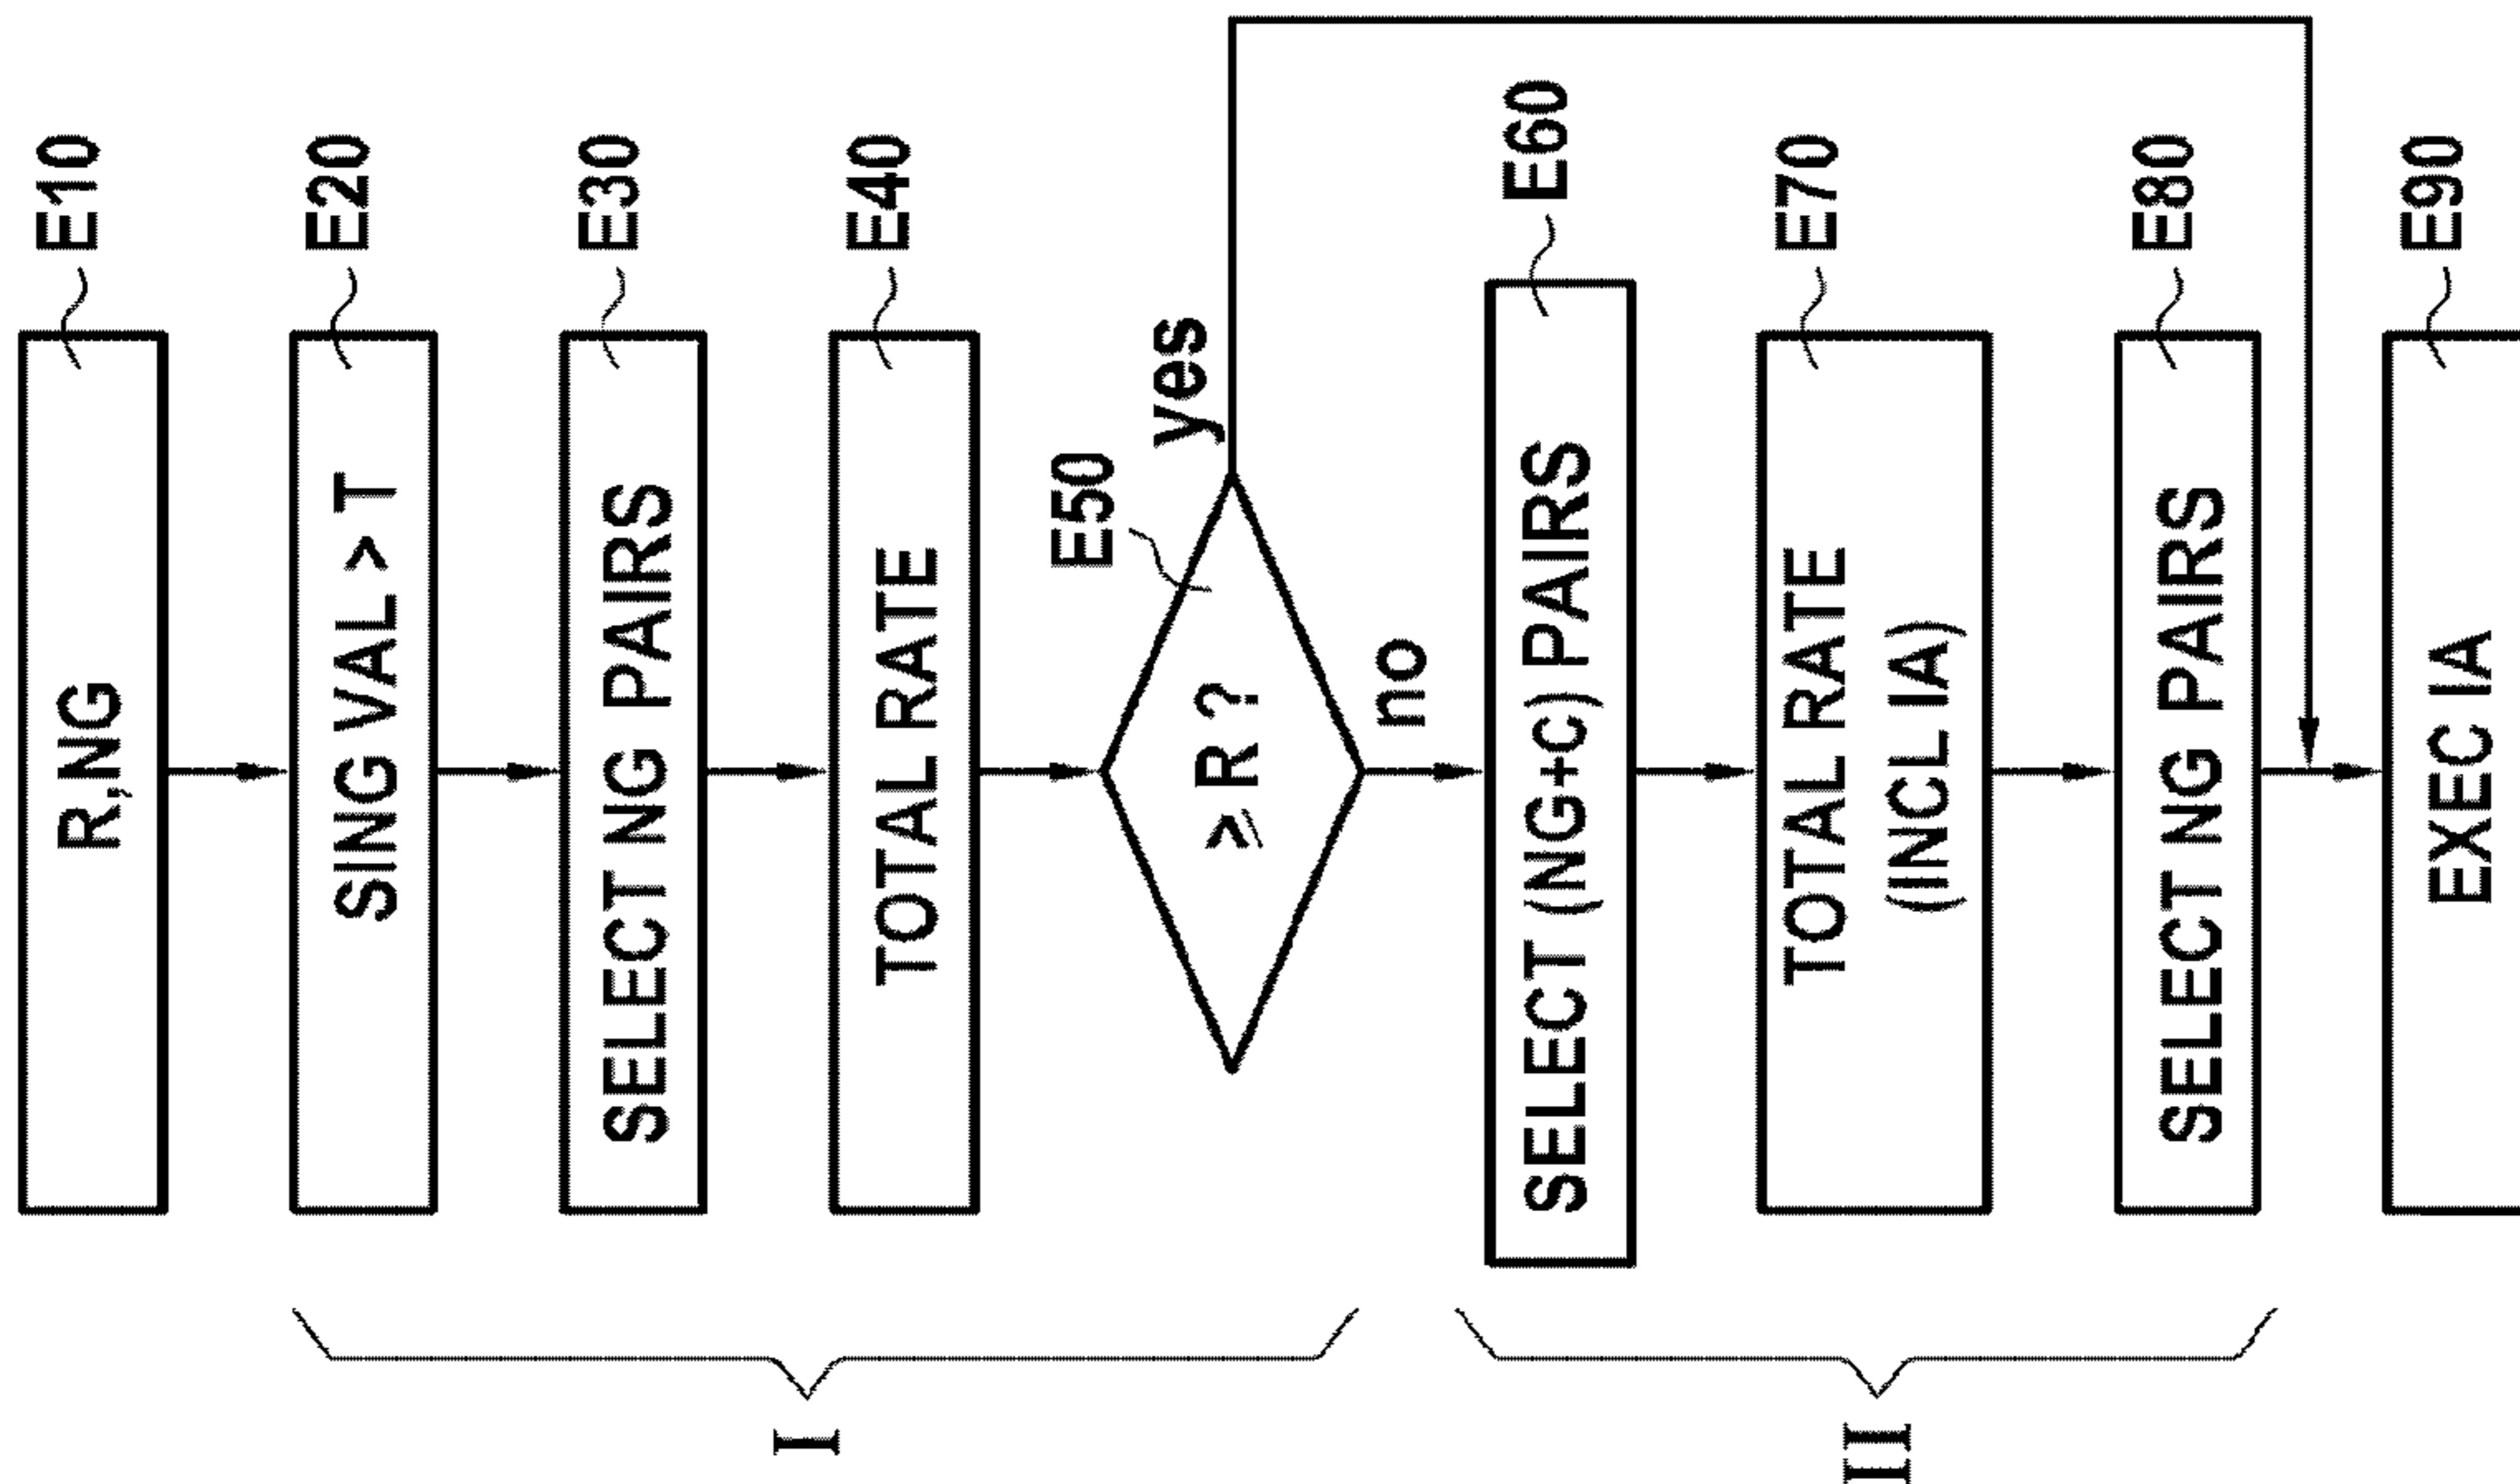 R,NG
E10
SING VAL > T
E20
SELECT NG PAIRS
E30
TOTAL RATE
E40
≥ R ?
E50
yes
no
SELECT (NG+C) PAIRS
E60
TOTAL RATE
(INCL IA)
E70
SELECT NG PAIRS
E80
EXEC IA
E90
I
II